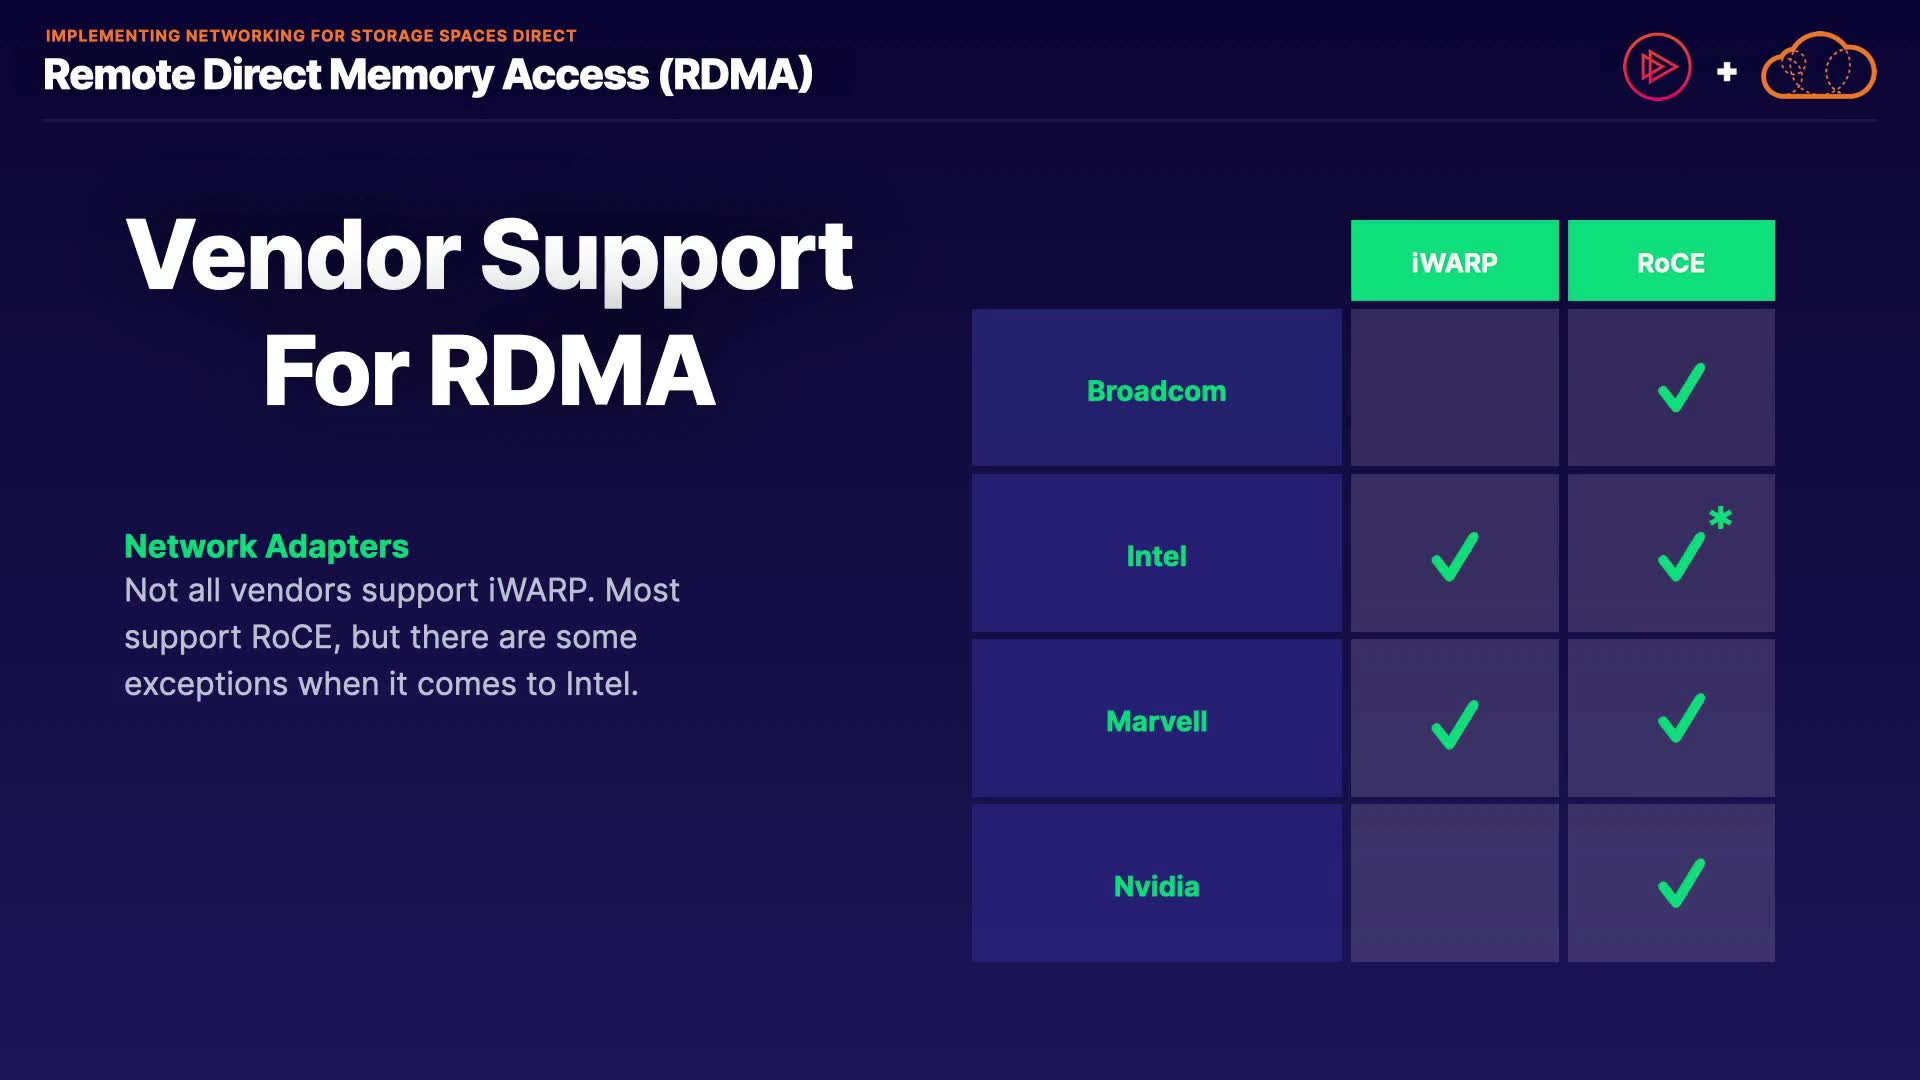 IMPLEMENTING NETWORKING FOR STORAGE SPACES DIRECT
Remote Direct Memory Access (RDMA)
Vendor Support
For RDMA
Network Adapters
Not all vendors support iWARP. Most
support RoCE, but there are some
exceptions when it comes to Intel.
iWARP RoCE
Broadcom ✓
Intel ✓ ✓*
Marvell ✓ ✓
Nvidia ✓